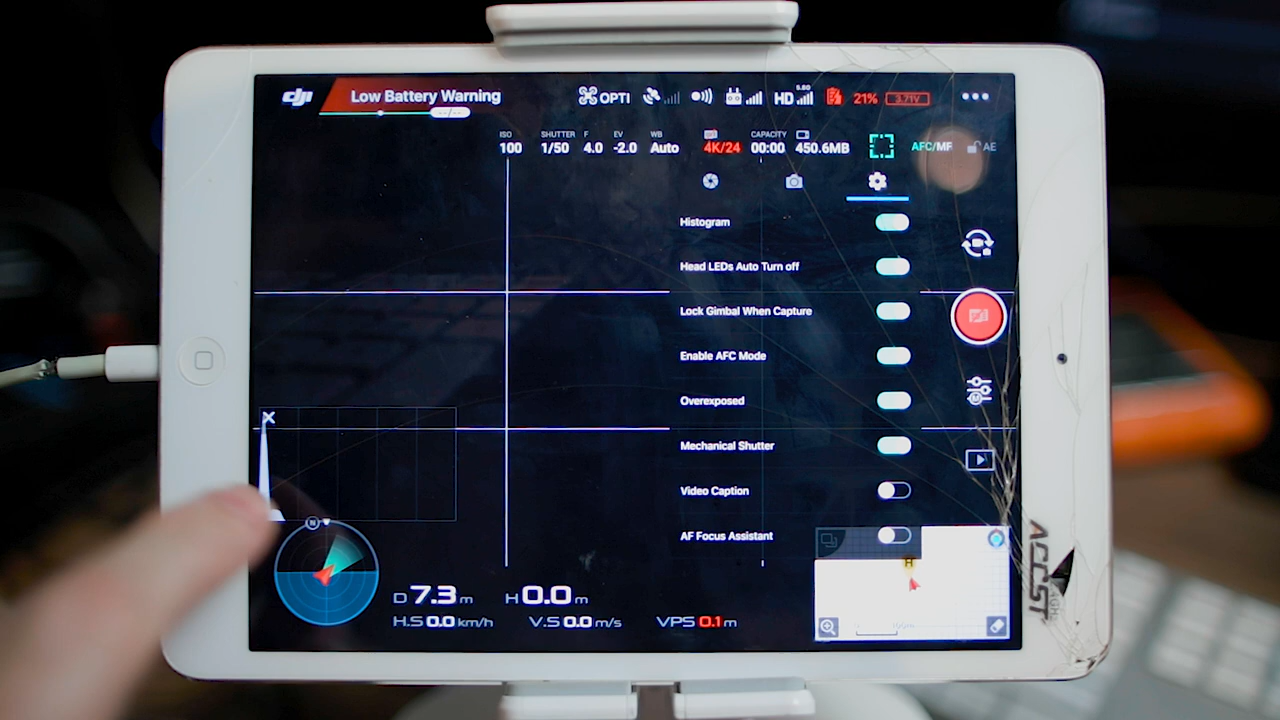 dji Low Battery Warning OPTI HD 5.80 21% 3.71V
ISO SHUTTER F EV WB CAPACITY
100 1/50 4.0 -2.0 Auto 4K/24 00:00 450.6MB AFC/MF AE
Histogram
Head LEDs Auto Turn off
Lock Gimbal When Capture
Enable AFC Mode
Overexposed
Mechanical Shutter
M
Video Caption
AF Focus Assistant
N
H
D 7.3 m H 0.0 m
H.S 0.0 km/h V.S 0.0 m/s VPS 0.1 m